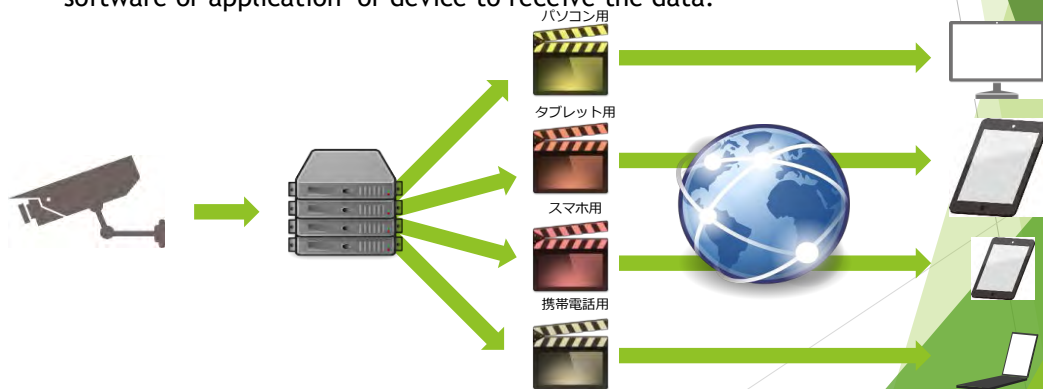 software or application or device to receive the data.
パソコン用
タブレット用
スマホ用
携帯電話用